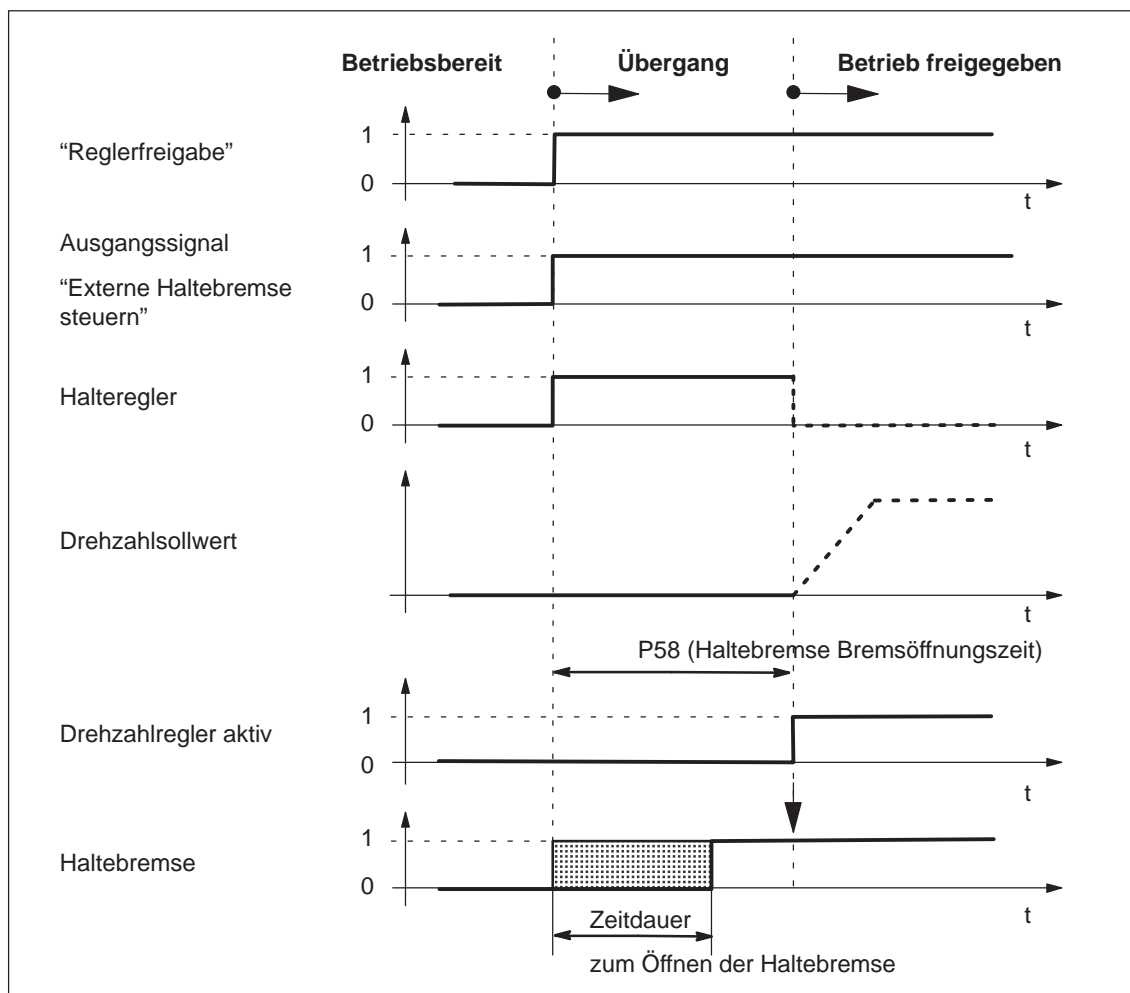 Betriebsbereit Übergang Betrieb freigegeben
“Reglerfreigabe”
1
0
t
Ausgangssignal
“Externe Haltebremse
steuern”
1
0
t
Halteregler
1
0
t
Drehzahlsollwert
t
P58 (Haltebremse Bremsöffnungszeit)
Drehzahlregler aktiv
1
0
t
Haltebremse
1
0
t
Zeitdauer
zum Öffnen der Haltebremse